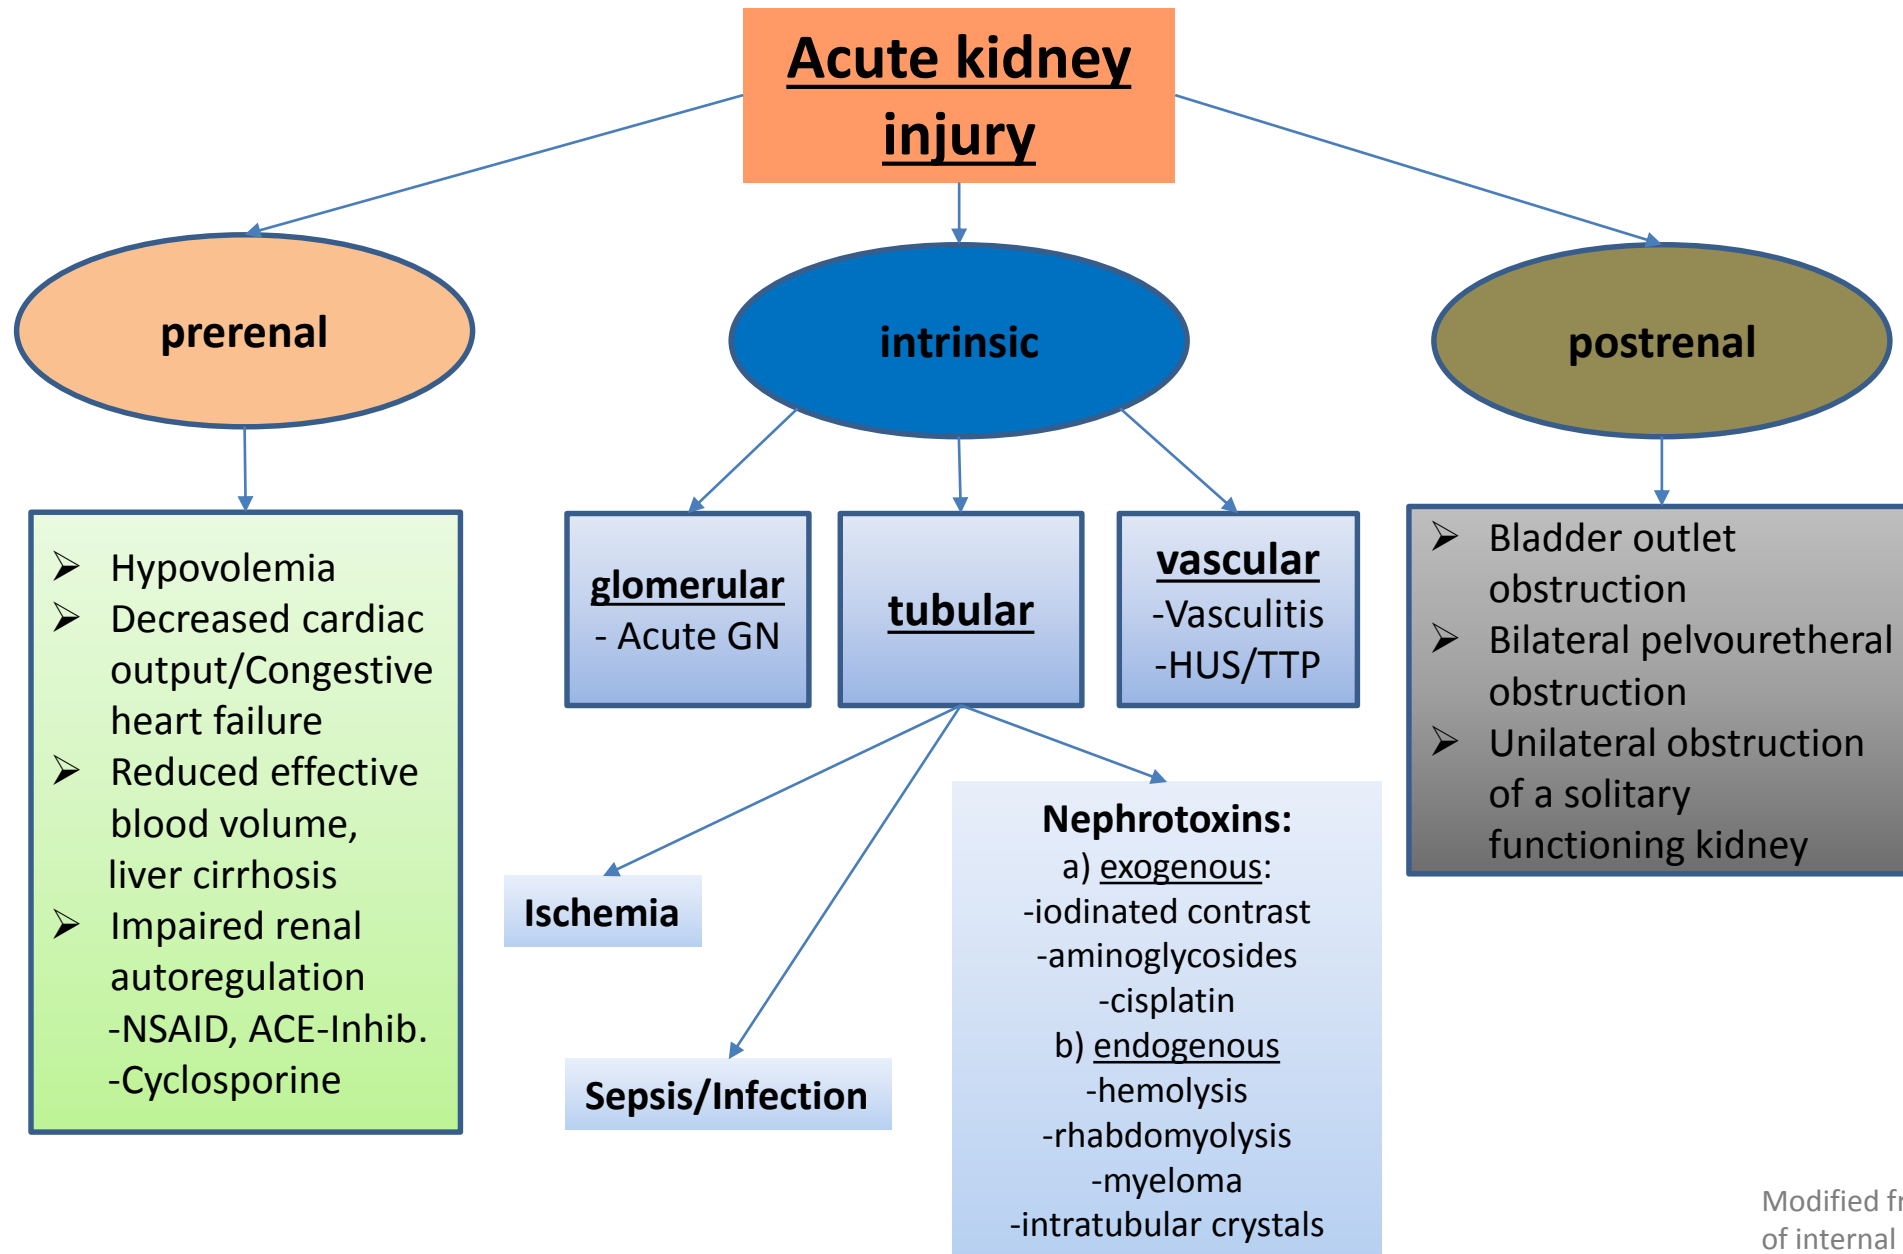 Acute kidney
injury
prerenal
intrinsic
postrenal
➢ Hypovolemia
➢ Decreased cardiac
output/Congestive
heart failure
➢ Reduced effective
blood volume,
liver cirrhosis
➢ Impaired renal
autoregulation
-NSAID, ACE-Inhib.
-Cyclosporine
glomerular
- Acute GN
tubular
vascular
-Vasculitis
-HUS/TTP
Ischemia
Sepsis/Infection
Nephrotoxins:
a) exogenous:
-iodinated contrast
-aminoglycosides
-cisplatin
b) endogenous
-hemolysis
-rhabdomyolysis
-myeloma
-intratubular crystals
➢ Bladder outlet
obstruction
➢ Bilateral pelvouretheral
obstruction
➢ Unilateral obstruction
of a solitary
functioning kidney
Modified
of internal